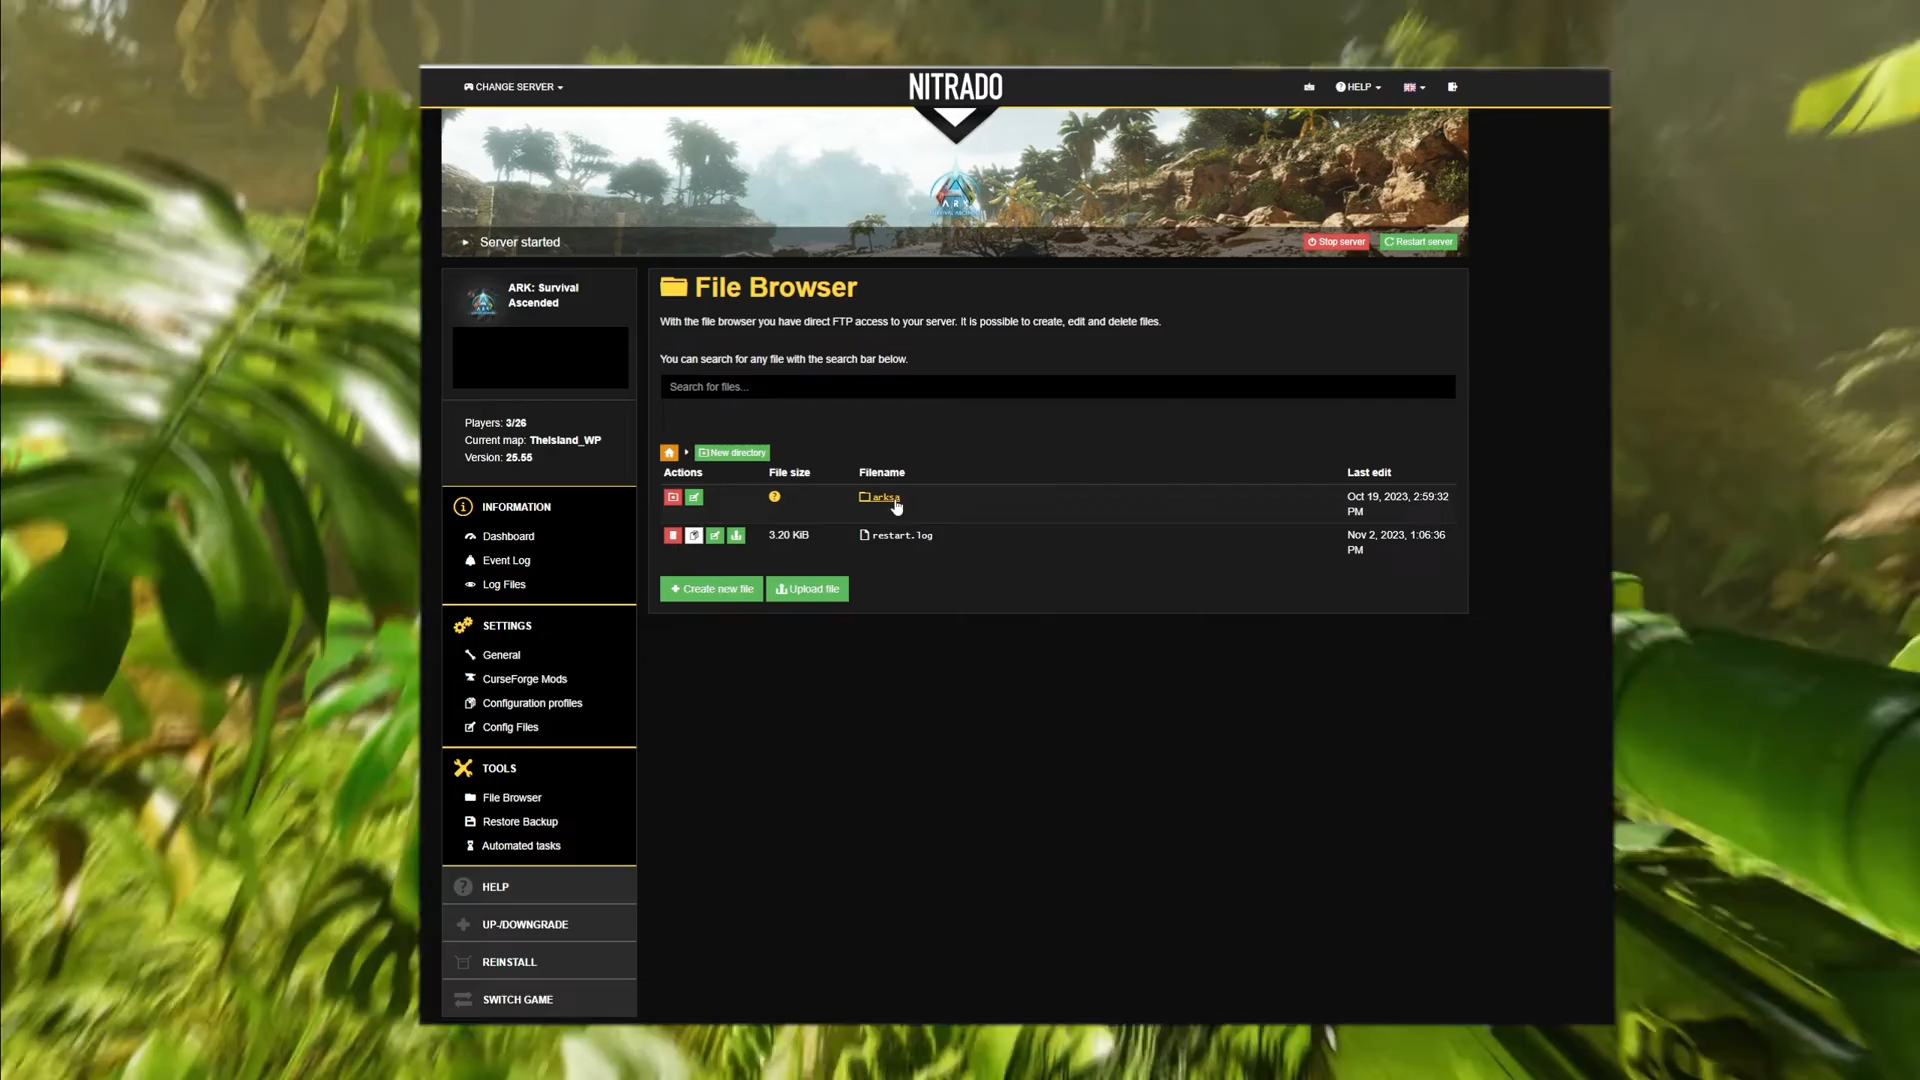 CHANGE SERVER
NITRADO
HELP
ARK
SURVIVAL ASCENDED
Server started
Stop server
Restart server
ARK: Survival
Ascended
Players: 3/26
Current map: TheIsland_WP
Version: 25.55
INFORMATION
Dashboard
Event Log
Log Files
SETTINGS
General
CurseForge Mods
Configuration profiles
Config Files
TOOLS
File Browser
Restore Backup
Automated tasks
HELP
UP-/DOWNGRADE
REINSTALL
SWITCH GAME
File Browser
With the file browser you have direct FTP access to your server. It is possible to create, edit and delete files.
You can search for any file with the search bar below.
Search for files...
New directory
Actions File size Filename Last edit
arksa Oct 19, 2023, 2:59:32
PM
3.20 KiB restart.log Nov 2, 2023, 1:06:36
PM
Create new file Upload file